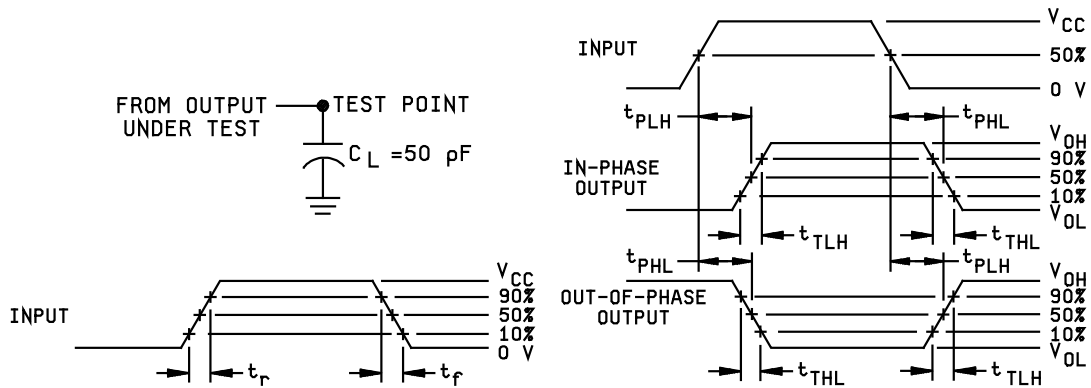 FROM OUTPUT
UNDER TEST
TEST POINT
C L =50 pF
INPUT
V CC
90%
50%
10%
0 V
t r
t f
INPUT
V CC
50%
0 V
t PLH
t PHL
IN-PHASE
OUTPUT
V OH
90%
50%
10%
V OL
t TLH
t THL
t PHL
t PLH
OUT-OF-PHASE
OUTPUT
V OH
90%
50%
10%
V OL
t THL
t TLH